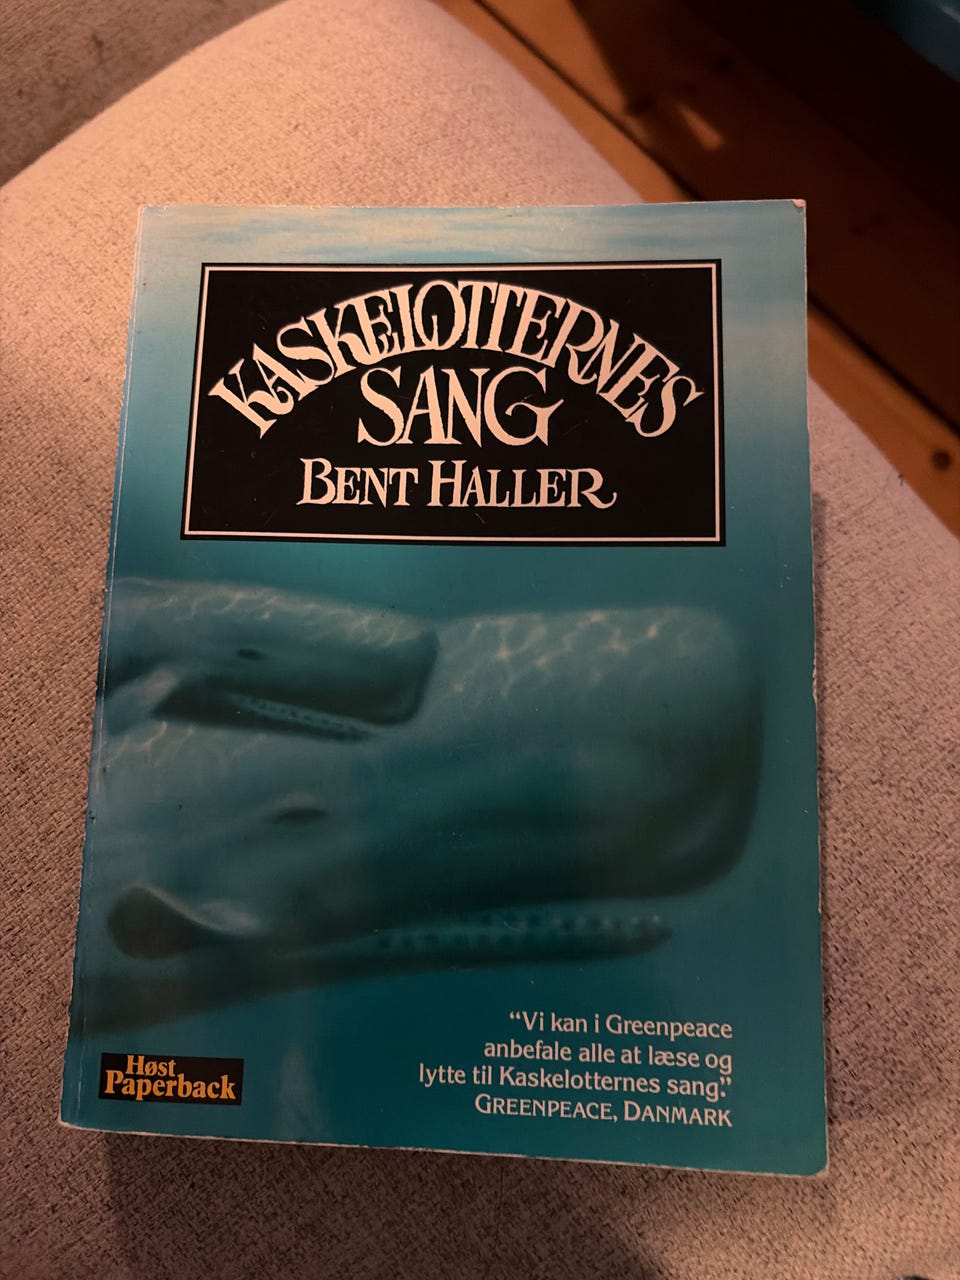 KASKELOTTERNES
SANG
BENT HALLER
"Vi kan i Greenpeace
anbefale alle at læse og
lytte til Kaskelotternes sang."
GREENPEACE, DANMARK
Høst
Paperback